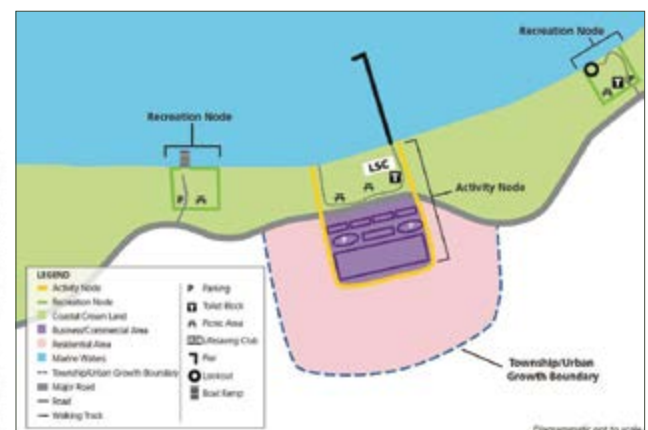 Recreation Node
Recreation Node
LSC
T
T
P
Activity Node
P
P
P
LEGEND
Activity Node
Recreation Node
Coastal Crown Land
Business/Commercial Area
Residential Area
Marine Waters
Township/Urban Growth Boundary
Major Road
Road
Walking Track
P Parking
T Toilet Block
Picnic Area
LSC Lifesaving Club
Pier
Lookout
Boat Ramp
Township/Urban
Growth Boundary
Diagrammatic not to scale